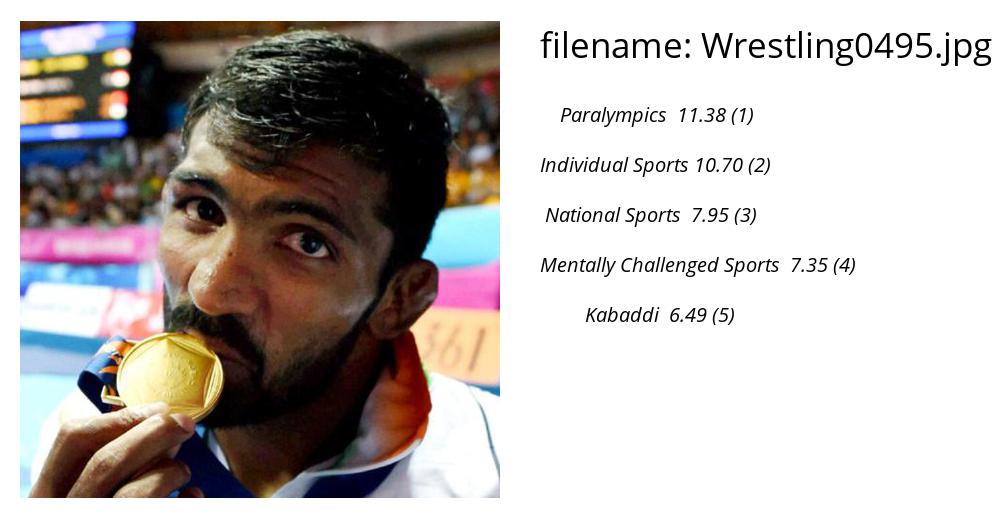 filename: Wrestling0495.jpg
Paralympics 11.38 (1)
Individual Sports 10.70 (2)
National Sports 7.95 (3)
Mentally Challenged Sports 7.35 (4)
Kabaddi 6.49 (5)
361